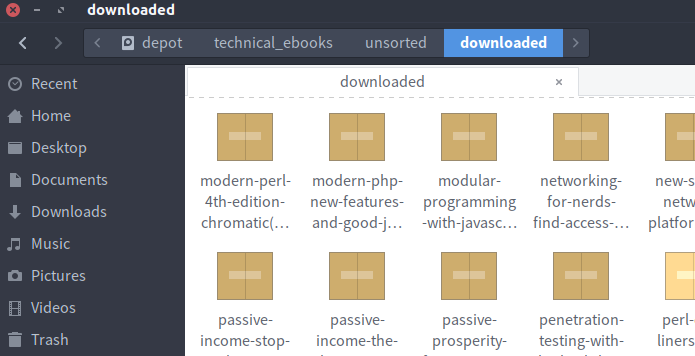 downloaded
depot technical_ebooks unsorted downloaded
downloaded
Recent
Home
Desktop
Documents
Downloads
Music
Pictures
Videos
Trash
modern-perl-
4th-edition-
chromatic(...
modern-php-
new-features-
and-good-j...
modular-
programming
-with-javasc...
networking-
for-nerds-
find-access-...
new-s
netw
platfor
passive-
income-stop-
passive-
income-the-
passive-
prosperity-
penetration-
testing-with-
perl-
liners